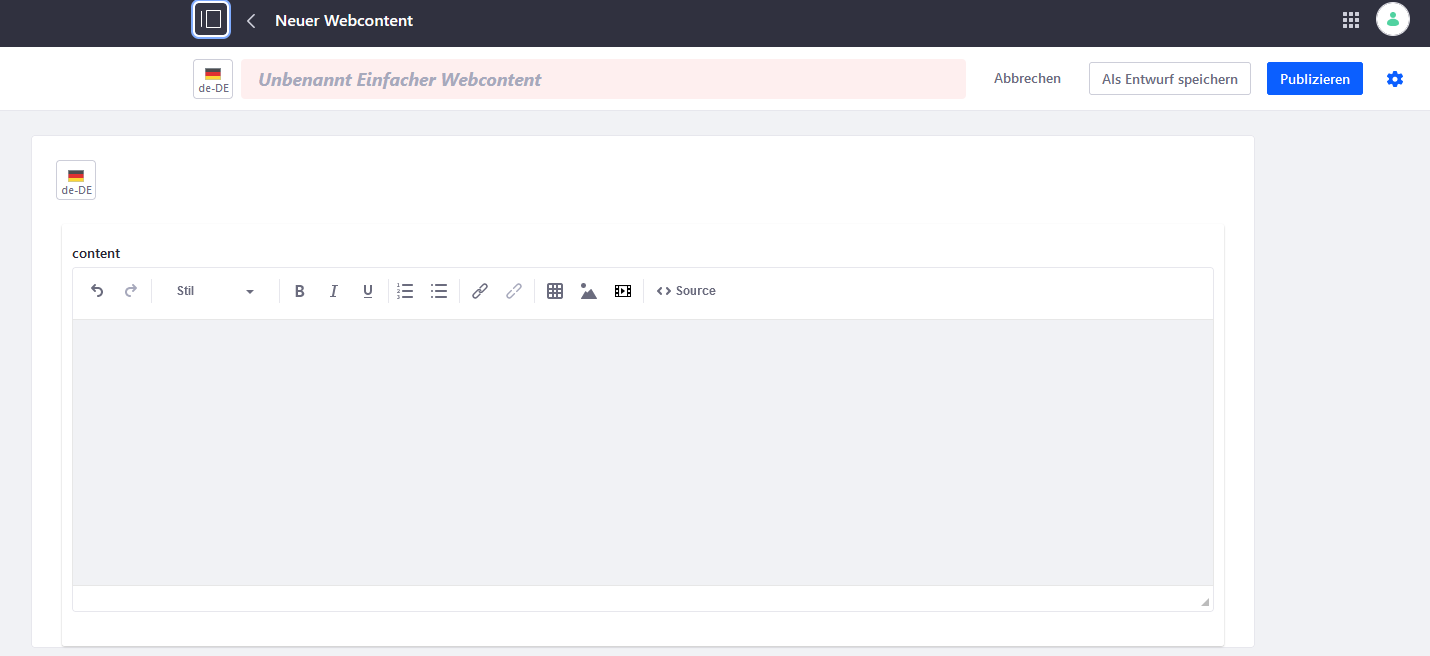 Neuer Webcontent
de-DE
Unbenannt Einfacher Webcontent
Abbrechen
Als Entwurf speichern
Publizieren
de-DE
content
Stil
B I U
Source